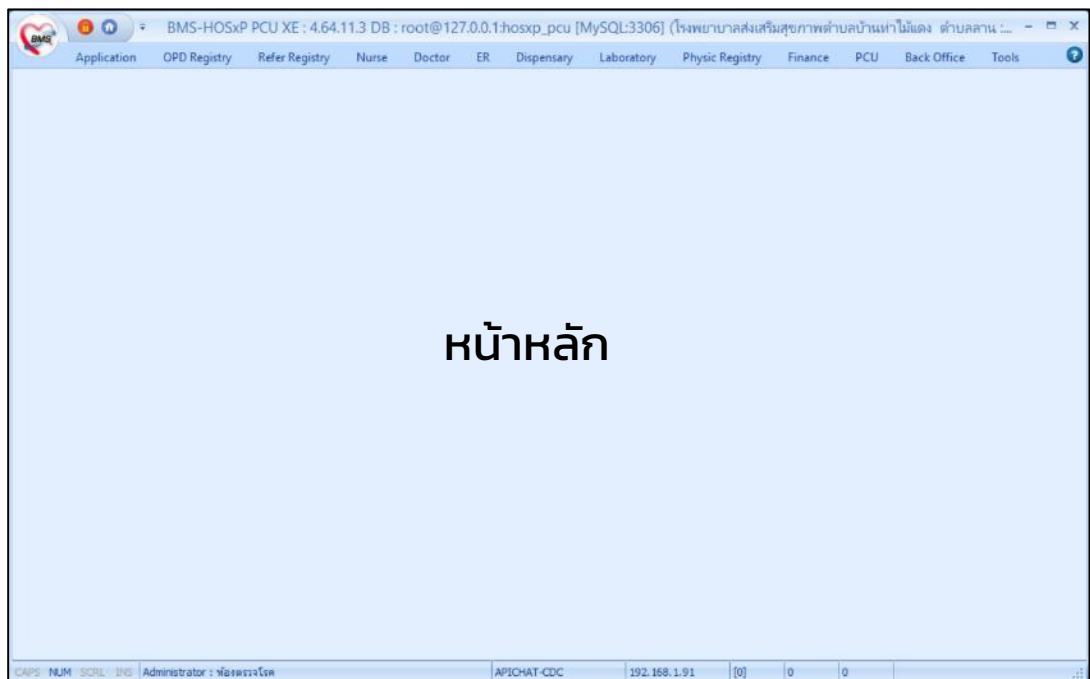 BMS
BMS-HOSxP PCU XE : 4.64.11.3 DB : root@127.0.0.1:hosxp_pcu [MySQL:3306] (โรงพยาบาลส่งเสริมสุขภาพตำบลบ้านท่าไม้แดง ตำบลลาน :...
Application OPD Registry Refer Registry Nurse Doctor ER Dispensary Laboratory Physic Registry Finance PCU Back Office Tools
หน้าหลัก
CAPS NUM SCRL INS Administrator : ห้องตรวจโรค APICHAT-CDC 192.168.1.91 [0] 0 0